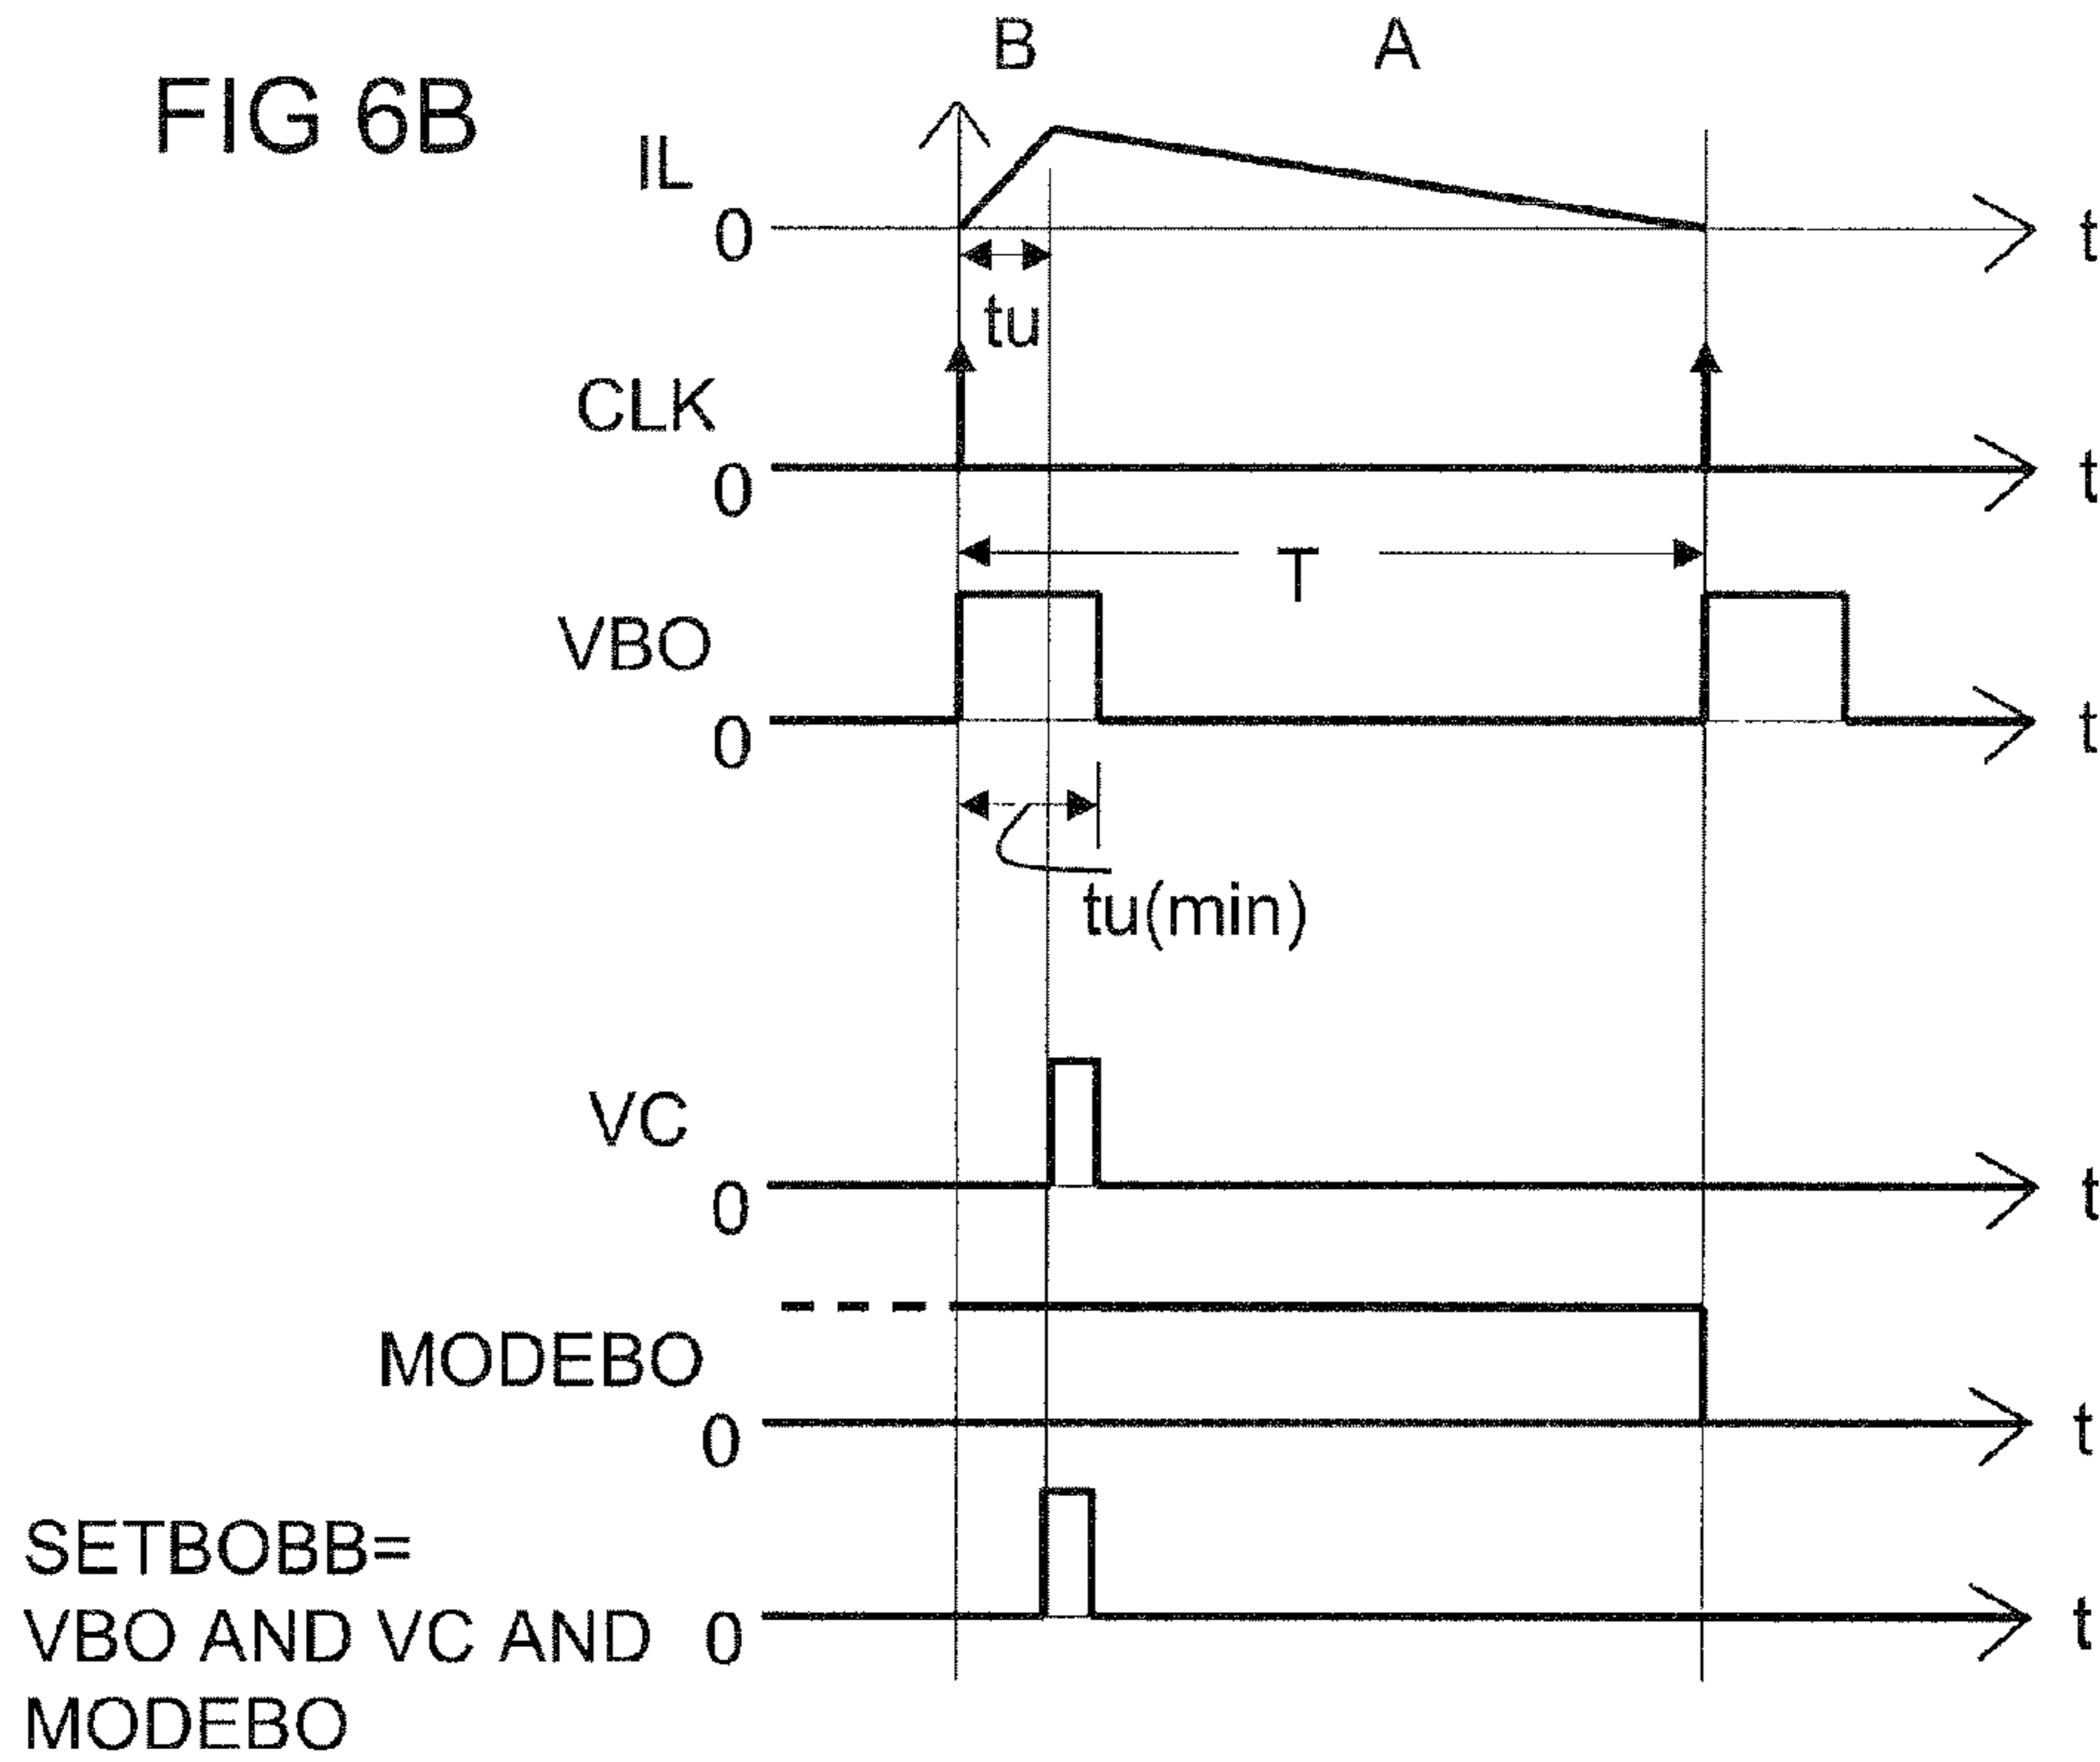 FIG 6B
B
A
IL
0
t
tu
CLK
0
t
T
VBO
0
t
tu(min)
VC
0
t
MODEBO
0
t
SETBOBB=
VBO AND VC AND
MODEBO
0
t